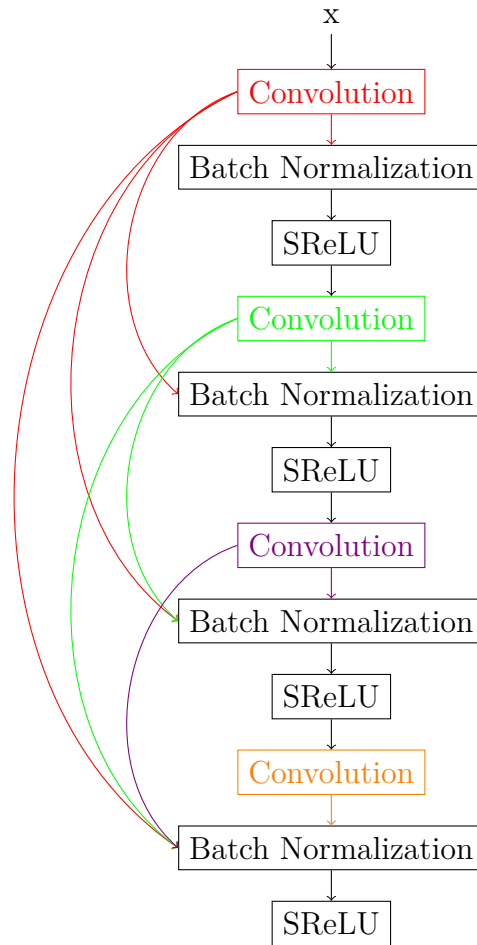 x
Convolution
Batch Normalization
SReLU
Convolution
Batch Normalization
SReLU
Convolution
Batch Normalization
SReLU
Convolution
Batch Normalization
SReLU